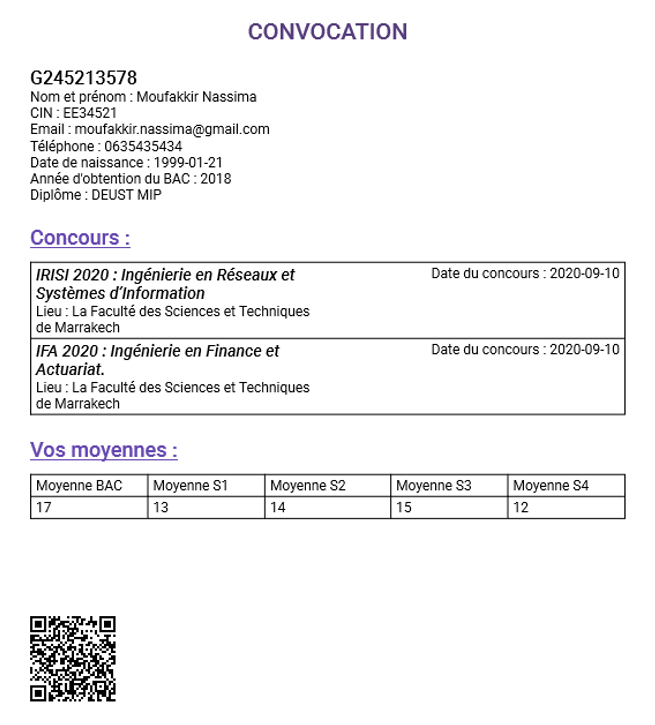 CONVOCATION
G245213578
Nom et prénom : Moufakkir Nassima
CIN : EE34521
Email : moufakkir.nassima@gmail.com
Téléphone : 0635435434
Date de naissance : 1999-01-21
Année d'obtention du BAC : 2018
Diplôme : DEUST MIP
Concours :
IRISI 2020 : Ingénierie en Réseaux et
Systèmes d’Information
Lieu : La Faculté des Sciences et Techniques
de Marrakech
Date du concours : 2020-09-10
IFA 2020 : Ingénierie en Finance et
Actuariat.
Lieu : La Faculté des Sciences et Techniques
de Marrakech
Date du concours : 2020-09-10
Vos moyennes :
Moyenne BAC Moyenne S1 Moyenne S2 Moyenne S3 Moyenne S4
17 13 14 15 12